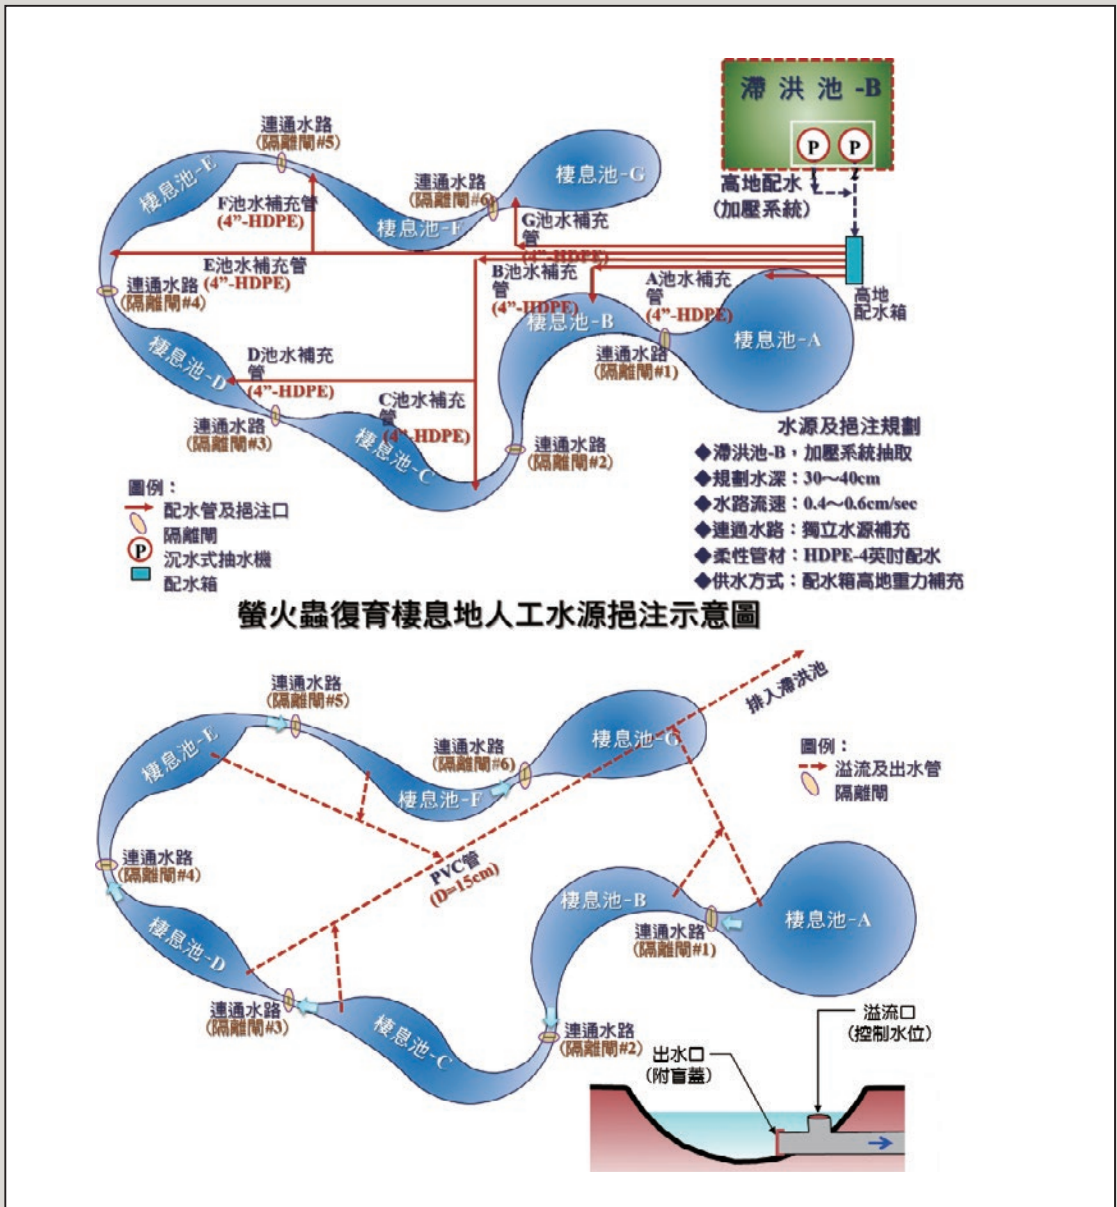 滯洪池-B
P
P
高地配水
(加壓系統)
高地
配水箱
連通水路
(隔離閘#5)
棲息池-E
連通水路
(隔離閘#6)
棲息池-G
F池水補充管
(4”-HDPE)
棲息池-F
G池水補充
管
(4”-HDPE)
E池水補充管
(4”-HDPE)
B池水補充
管
(4”-HDPE)
A池水補充
管
(4”-HDPE)
連通水路
(隔離閘#4)
棲息池-B
棲息池-A
連通水路
(隔離閘#1)
棲息池-D
D池水補充
管
(4”-HDPE)
C池水補充
管
(4”-HDPE)
連通水路
(隔離閘#3)
棲息池-C
連通水路
(隔離閘#2)
水源及挹注規劃
◆滯洪池-B，加壓系統抽取
◆規劃水深：30～40cm
◆水路流速：0.4～0.6cm/sec
◆連通水路：獨立水源補充
◆柔性管材：HDPE-4英吋配水
◆供水方式：配水箱高地重力補充
圖例：
配水管及挹注口
隔離閘
P
沉水式抽水機
配水箱
螢火蟲復育棲息地人工水源挹注示意圖
排入滯洪池
連通水路
(隔離閘#5)
棲息池-E
連通水路
(隔離閘#6)
棲息池-G
棲息池-F
圖例：
溢流及出水管
隔離閘
連通水路
(隔離閘#4)
PVC管
(D=15cm)
棲息池-B
棲息池-A
連通水路
(隔離閘#1)
棲息池-D
連通水路
(隔離閘#3)
棲息池-C
連通水路
(隔離閘#2)
溢流口
(控制水位)
出水口
(附盲蓋)